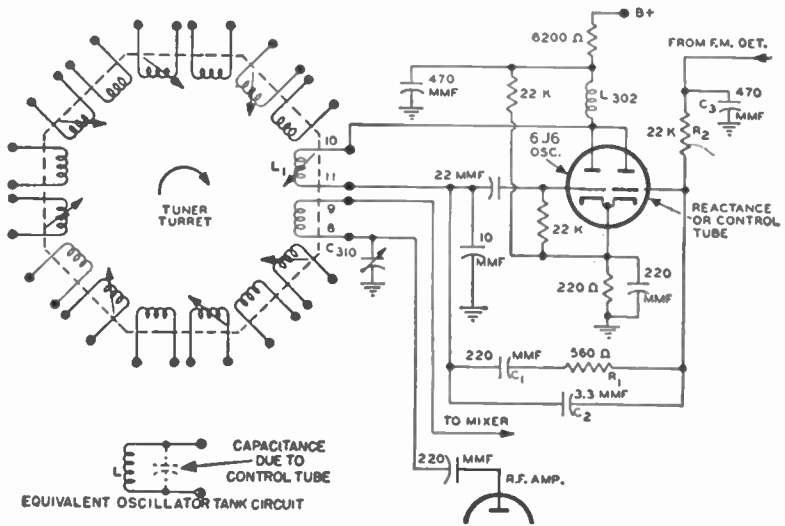 B+
6200 Ω
FROM F.M. DET.
470
MMF
22 K
L 302
470
C3
MMF
22 K
R2
6J6
OSC.
10
L1
11
22 MMF
TUNER
TURRET
9
8
C310
10
MMF
22 K
REACTANCE
OR CONTROL
TUBE
220 Ω
220
MMF
220
MMF
C1
560 Ω
R1
3.3 MMF
C2
TO MIXER
220
MMF
R.F. AMP.
L
CAPACITANCE
DUE TO
CONTROL TUBE
EQUIVALENT OSCILLATOR TANK CIRCUIT